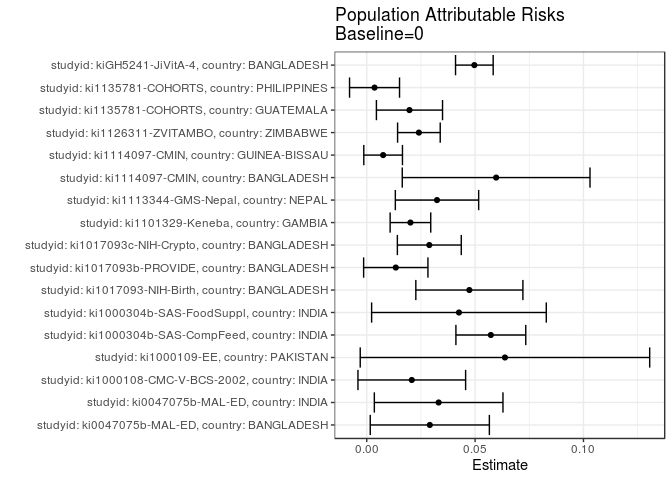 Population Attributable Risks
Baseline=0
studyid: kiGH5241-JiVitA-4, country: BANGLADESH
studyid: ki1135781-COHORTS, country: PHILIPPINES
studyid: ki1135781-COHORTS, country: GUATEMALA
studyid: ki1126311-ZVITAMBO, country: ZIMBABWE
studyid: ki1114097-CMIN, country: GUINEA-BISSAU
studyid: ki1114097-CMIN, country: BANGLADESH
studyid: ki1113344-GMS-Nepal, country: NEPAL
studyid: ki1101329-Keneba, country: GAMBIA
studyid: ki1017093c-NIH-Crypto, country: BANGLADESH
studyid: ki1017093b-PROVIDE, country: BANGLADESH
studyid: ki1017093-NIH-Birth, country: BANGLADESH
studyid: ki1000304b-SAS-FoodSuppl, country: INDIA
studyid: ki1000304b-SAS-CompFeed, country: INDIA
studyid: ki1000109-EE, country: PAKISTAN
studyid: ki1000108-CMC-V-BCS-2002, country: INDIA
studyid: ki0047075b-MAL-ED, country: INDIA
studyid: ki0047075b-MAL-ED, country: BANGLADESH
0.00 0.05 0.10
Estimate